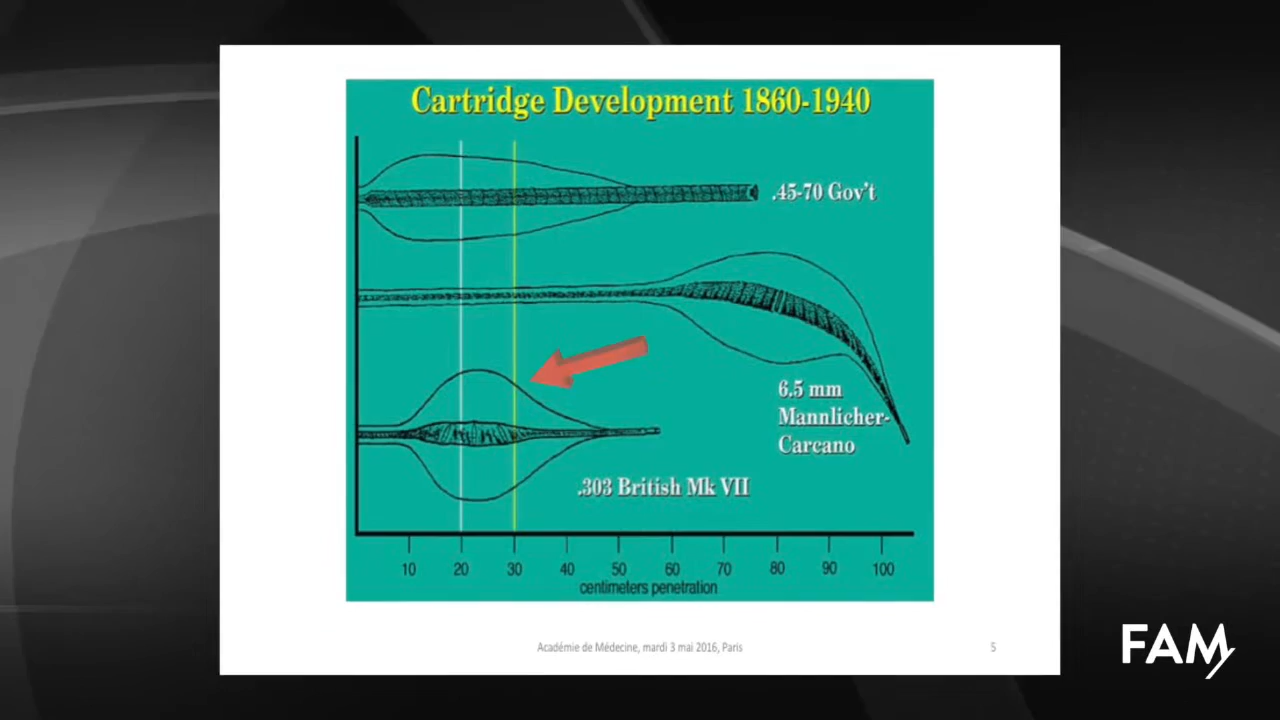 Cartridge Development 1860-1940
.45-70 Gov't
6.5 mm
Mannlicher-
Carcano
.303 British Mk VII
10 20 30 40 50 60 70 80 90 100
centimeters penetration
Académie de Médecine, mardi 3 mai 2016, Paris
5
FAM